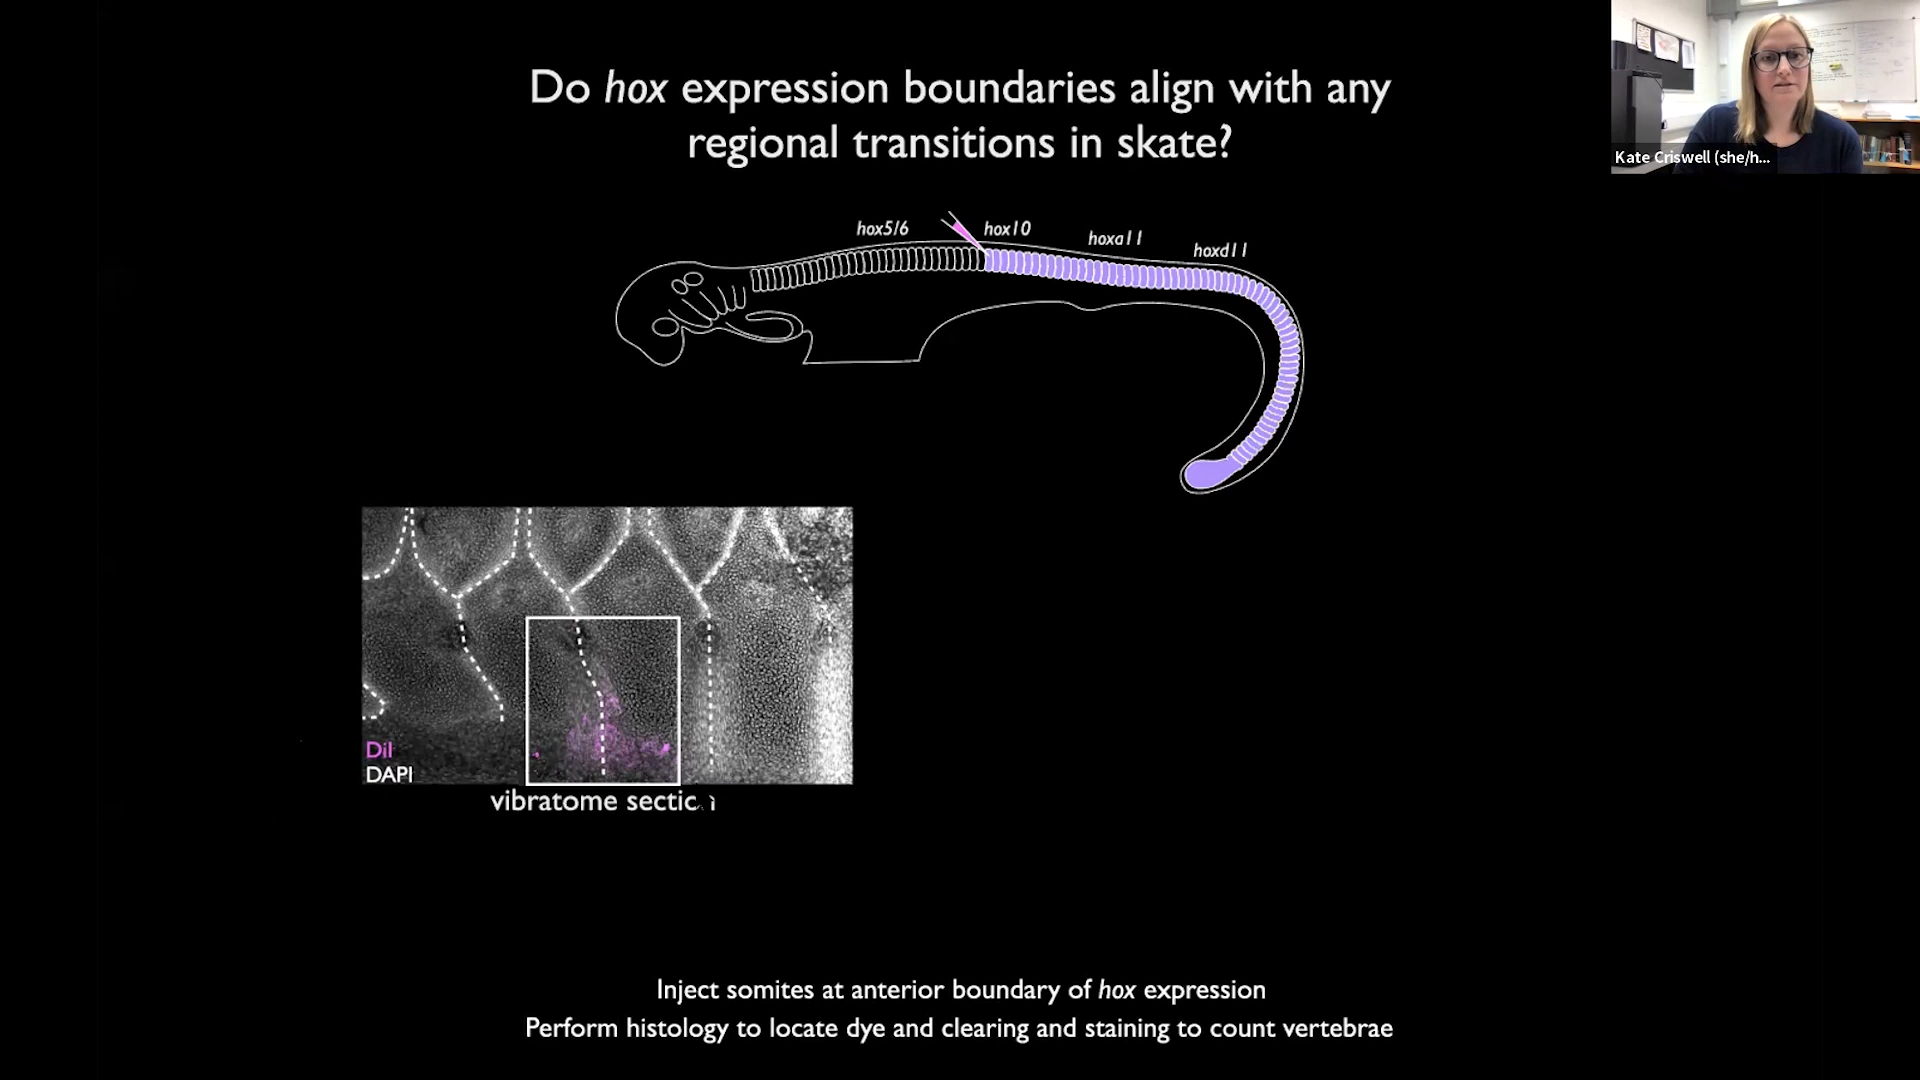 Do hox expression boundaries align with any
regional transitions in skate?
Kate Criswell (she/h...
hox5/6
hox10
hoxa11
hoxd11
DiI
DAPI
vibratome section
Inject somites at anterior boundary of hox expression
Perform histology to locate dye and clearing and staining to count vertebrae